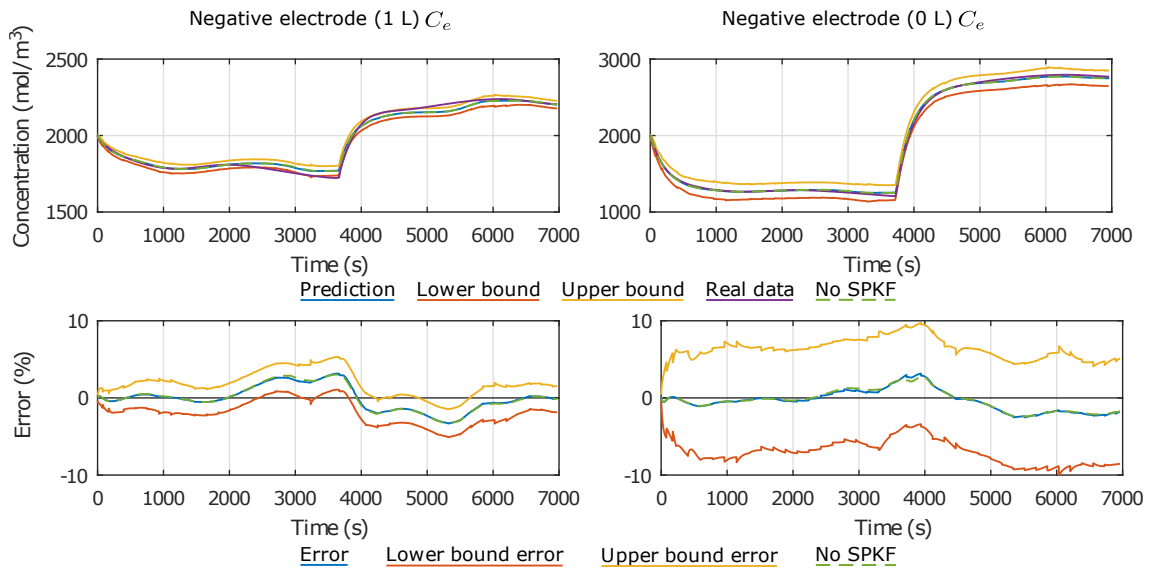 Negative electrode (1 L) C_e
Negative electrode (0 L) C_e
Concentration (mol/m³)
2500
2000
1500
0 1000 2000 3000 4000 5000 6000 7000
Time (s)
3000
2000
1000
0 1000 2000 3000 4000 5000 6000 7000
Time (s)
Prediction Lower bound Upper bound Real data No SPKF
Error (%)
10
0
-10
0 1000 2000 3000 4000 5000 6000 7000
Time (s)
10
0
-10
0 1000 2000 3000 4000 5000 6000 7000
Time (s)
Error Lower bound error Upper bound error No SPKF